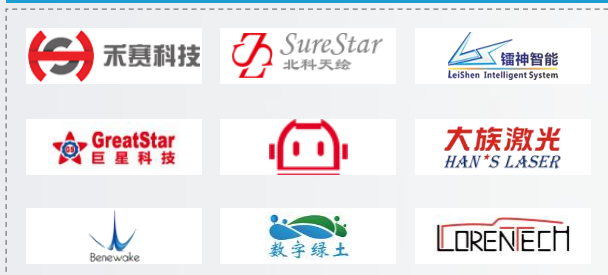 禾赛科技
SureStar
北科天绘
镭神智能
LeiShen Intelligent System
GreatStar
巨星科技
GS
大族激光
HAN'S LASER
Benewake
数字绿土
LORENTECH